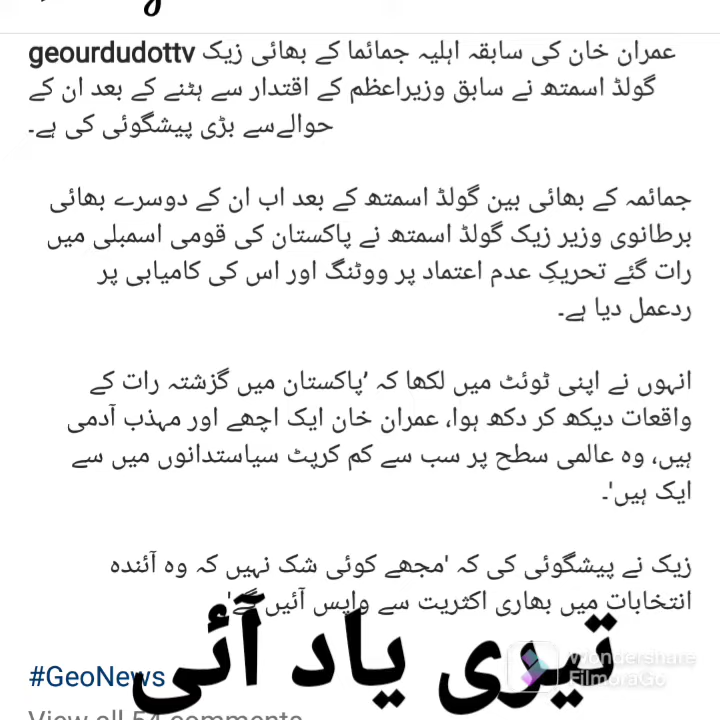 geourdudottv عمران خان کی سابقہ اہلیہ جمائما کے بھائی زیک
گولڈ اسمتھ نے سابق وزیراعظم کے اقتدار سے ہٹنے کے بعد ان کے
حوالےسے بڑی پیشگوئی کی ہے۔
جمائمہ کے بھائی بین گولڈ اسمتھ کے بعد اب ان کے دوسرے بھائی
برطانوی وزیر زیک گولڈ اسمتھ نے پاکستان کی قومی اسمبلی میں
رات گئے تحریکِ عدم اعتماد پر ووٹنگ اور اس کی کامیابی پر
ردعمل دیا ہے۔
انہوں نے اپنی ٹوئٹ میں لکھا کہ 'پاکستان میں گزشتہ رات کے
واقعات دیکھ کر دکھ ہوا، عمران خان ایک اچھے اور مہذب آدمی
ہیں، وہ عالمی سطح پر سب سے کم کرپٹ سیاستدانوں میں سے
ایک ہیں'۔
زیک نے پیشگوئی کی کہ 'مجھے کوئی شک نہیں کہ وہ آئندہ
انتخابات میں بھاری اکثریت سے واپس آئیں گے'
تیری یاد آئی
#GeoNews
Wondershare
FilmoraGo
View all 54 comments